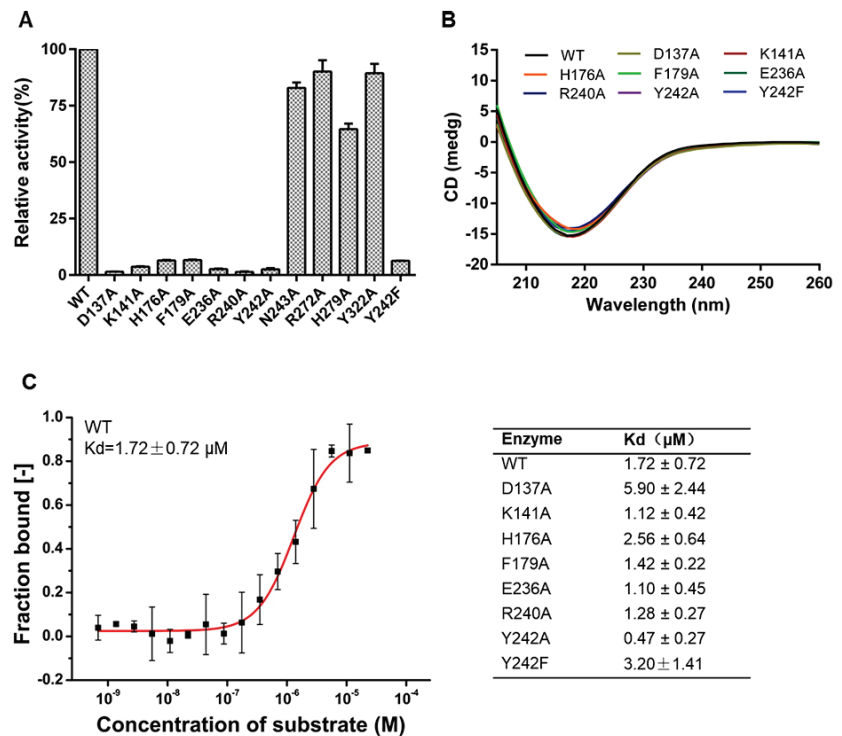 A
Relative activity(%)
100
75
50
25
0
WT
D137A
K141A
H176A
F179A
E236A
R240A
Y242A
N243A
R272A
H279A
Y322A
Y242F
B
CD (medg)
15
10
5
0
-5
-10
-15
-20
WT D137A K141A
H176A F179A E236A
R240A Y242A Y242F
210 220 230 240 250 260
Wavelength (nm)
C
Fraction bound [-]
1.0
0.8
0.6
0.4
0.2
0.0
-0.2
WT
Kd=1.72±0.72 μM
10-9 10-8 10-7 10-6 10-5 10-4
Concentration of substrate (M)
Enzyme Kd（μM）
WT 1.72 ± 0.72
D137A 5.90 ± 2.44
K141A 1.12 ± 0.42
H176A 2.56 ± 0.64
F179A 1.42 ± 0.22
E236A 1.10 ± 0.45
R240A 1.28 ± 0.27
Y242A 0.47 ± 0.27
Y242F 3.20±1.41